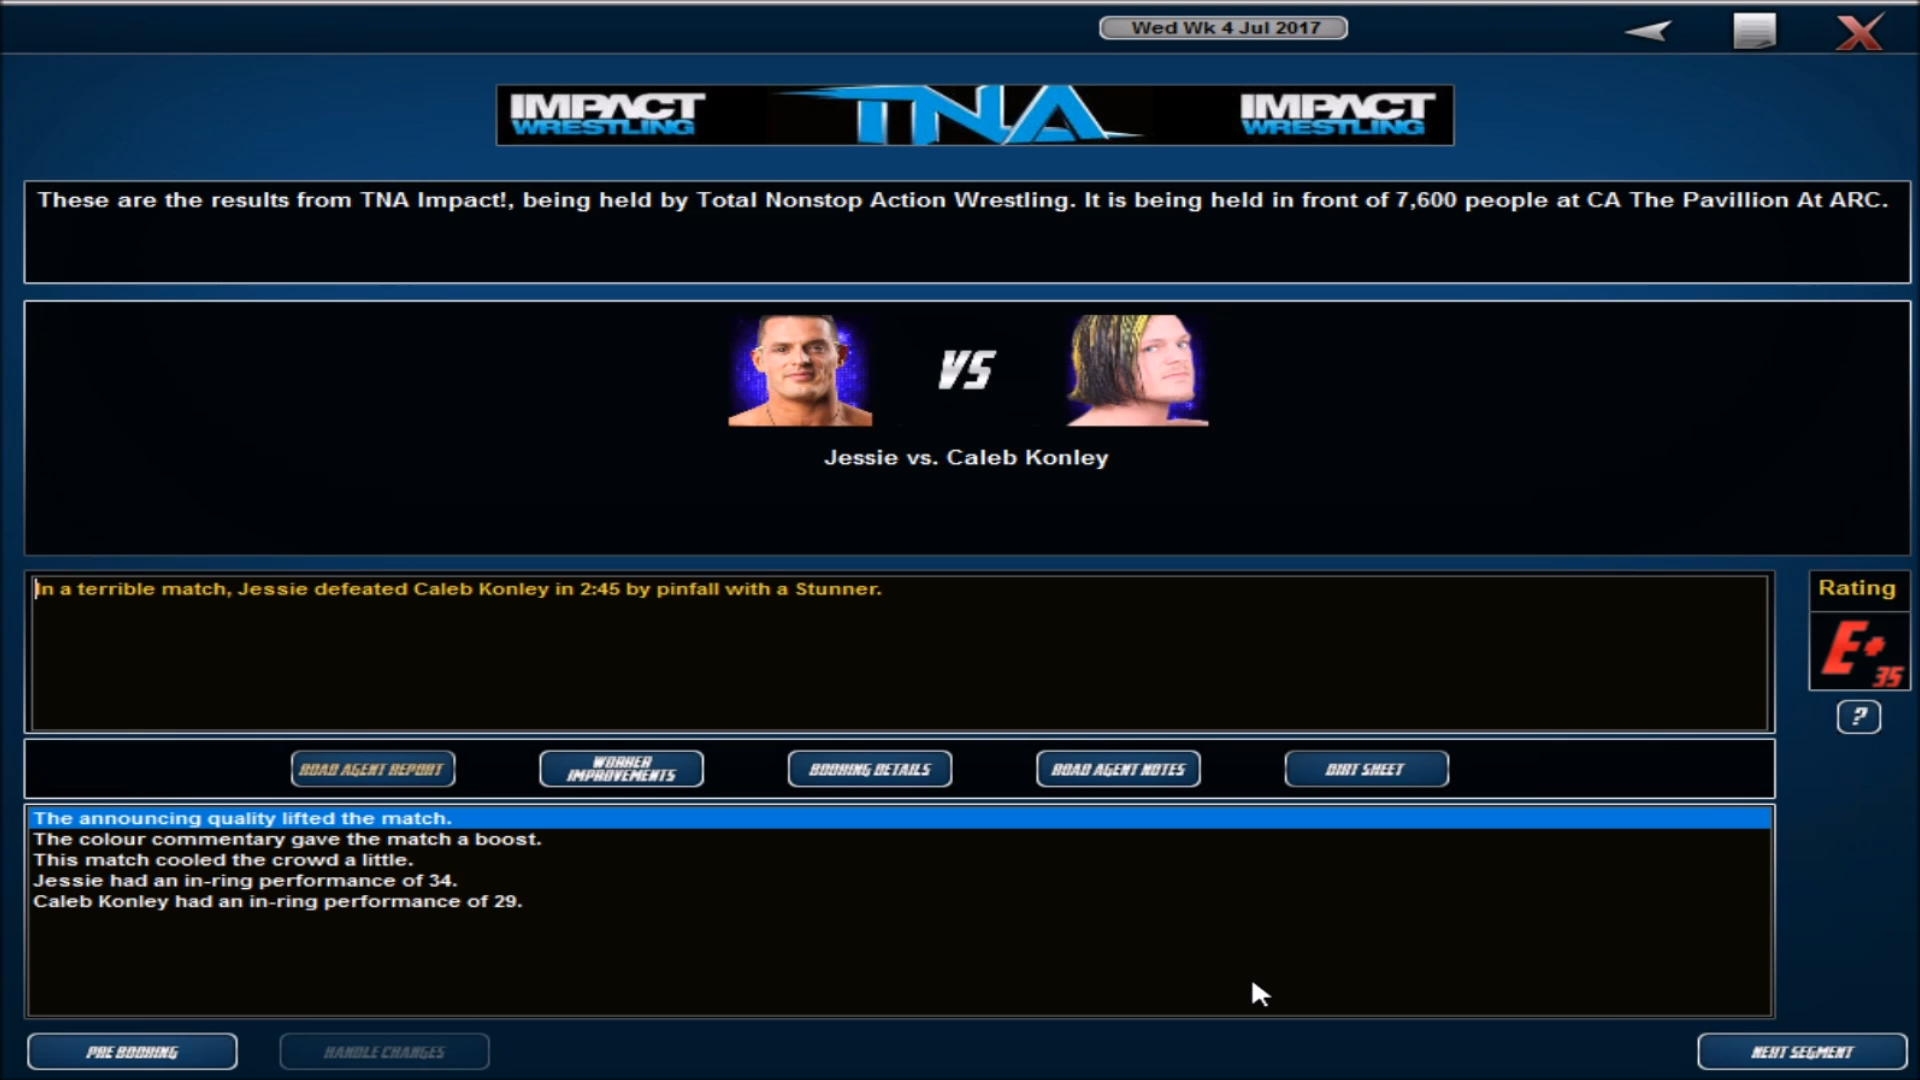 Wed Wk 4 Jul 2017
IMPACT WRESTLING
TNA
IMPACT WRESTLING
These are the results from TNA Impact!, being held by Total Nonstop Action Wrestling. It is being held in front of 7,600 people at CA The Pavillion At ARC.
VS
Jessie vs. Caleb Konley
In a terrible match, Jessie defeated Caleb Konley in 2:45 by pinfall with a Stunner.
Rating
E+
35
?
ROAD AGENT REPORT
WORKER IMPROVEMENTS
BOOKING DETAILS
ROAD AGENT NOTES
DIRT SHEET
The announcing quality lifted the match.
The colour commentary gave the match a boost.
This match cooled the crowd a little.
Jessie had an in-ring performance of 34.
Caleb Konley had an in-ring performance of 29.
PRE BOOKING
HANDLE CHANGES
NEXT SEGMENT